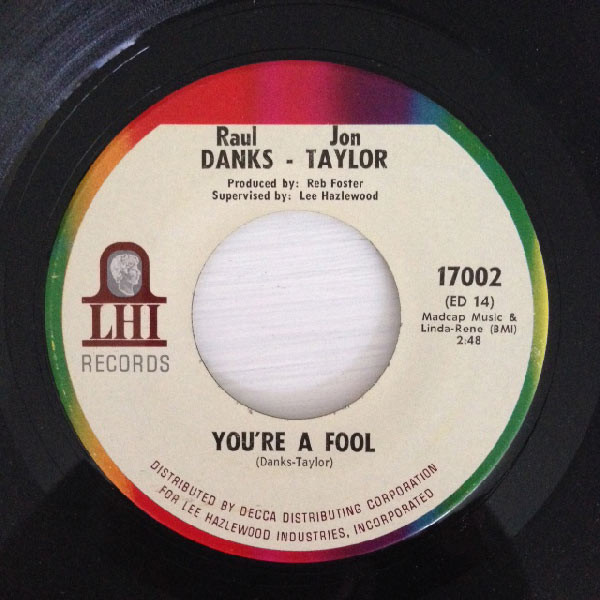 Raul Jon
DANKS - TAYLOR
Produced by: Reb Foster
Supervised by: Lee Hazlewood
LHI
RECORDS
17002
(ED 14)
Madcap Music &
Linda-Rene (BMI)
2:48
YOU'RE A FOOL
(Danks-Taylor)
DISTRIBUTED BY DECCA DISTRIBUTING CORPORATION
FOR LEE HAZLEWOOD INDUSTRIES, INCORPORATED